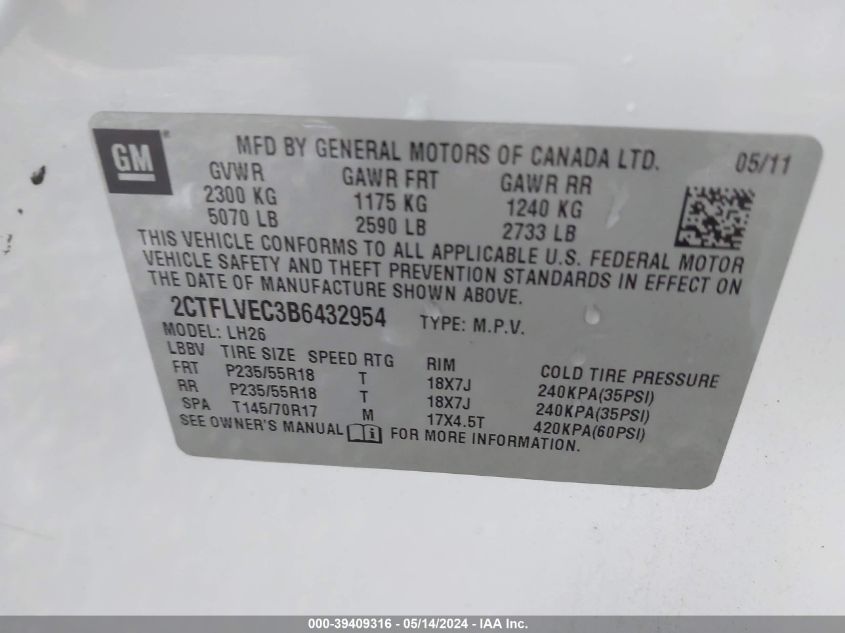 GM® MFD BY GENERAL MOTORS OF CANADA LTD. 05/11
GVWR GAWR FRT GAWR RR
2300 KG 1175 KG 1240 KG
5070 LB 2590 LB 2733 LB
THIS VEHICLE CONFORMS TO ALL APPLICABLE U.S. FEDERAL MOTOR
VEHICLE SAFETY AND THEFT PREVENTION STANDARDS IN EFFECT ON
THE DATE OF MANUFACTURE SHOWN ABOVE.
2CTFLVEC3B6432954 TYPE: M.P.V.
MODEL: LH26
LBBV TIRE SIZE SPEED RTG RIM COLD TIRE PRESSURE
FRT P235/55R18 T 18X7J 240KPA(35PSI)
RR P235/55R18 T 18X7J 240KPA(35PSI)
SPA T145/70R17 M 17X4.5T 420KPA(60PSI)
SEE OWNER'S MANUAL FOR MORE INFORMATION.
000-39409316 - 05/14/2024 - IAA Inc.